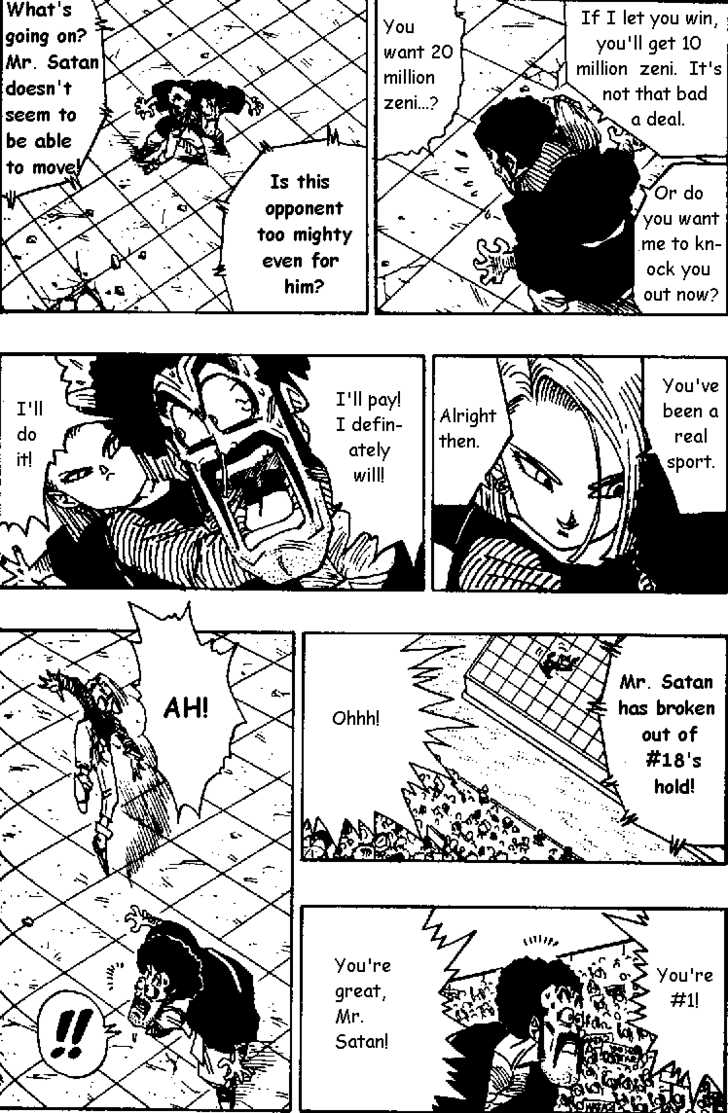 What's
going on?
Mr. Satan
doesn't
seem to
be able
to move!
Is this
opponent
too mighty
even for
him?
You
want 20
million
zeni...?
If I let you win,
you'll get 10
million zeni. It's
not that bad
a deal.
Or do
you want
me to kn-
ock you
out now?
I'll
do
it!
I'll pay!
I defin-
ately
will!
Alright
then.
You've
been a
real
sport.
AH!
!!
Ohhh!
Mr. Satan
has broken
out of
#18's
hold!
You're
great,
Mr.
Satan!
You're
#1!